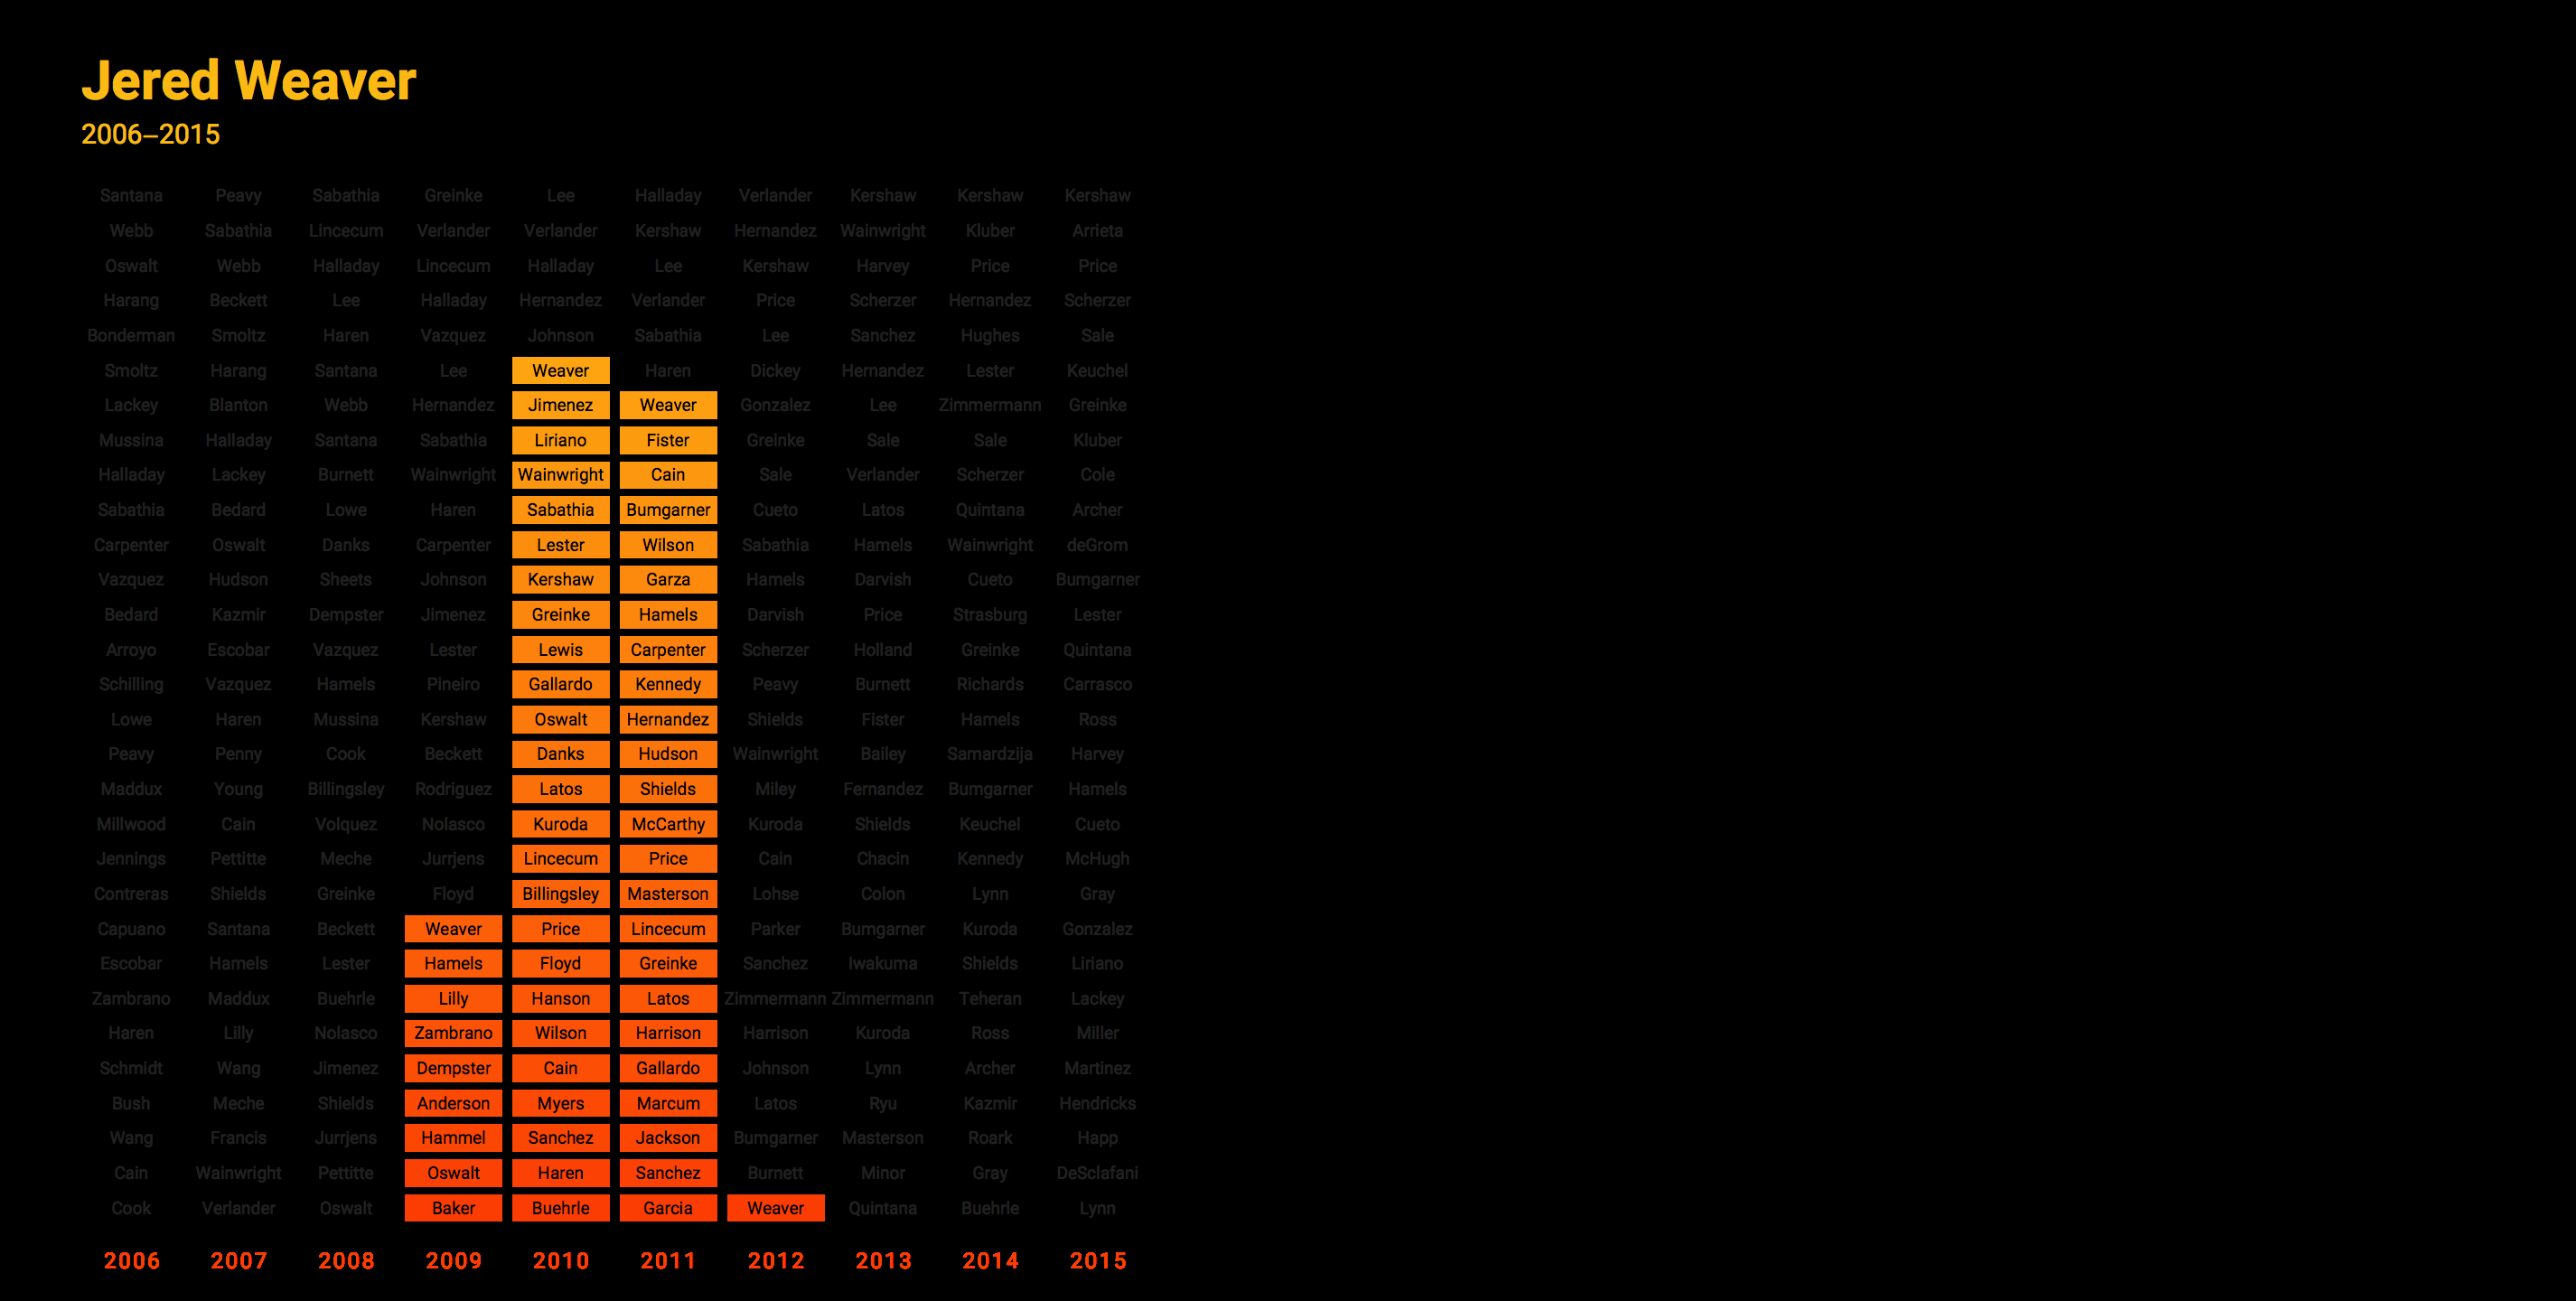 Jered Weaver
2006–2015
Santana Peavy Sabathia Greinke Lee Halladay Verlander Kershaw Kershaw Kershaw
Webb Sabathia Lincecum Verlander Verlander Kershaw Hernandez Wainwright Kluber Arrieta
Oswalt Webb Halladay Lincecum Halladay Lee Kershaw Harvey Price Price
Harang Beckett Lee Halladay Hernandez Verlander Price Scherzer Hernandez Scherzer
Bonderman Smoltz Haren Vazquez Johnson Sabathia Lee Sanchez Hughes Sale
Smoltz Harang Santana Lee Weaver Haren Dickey Hernandez Lester Keuchel
Lackey Blanton Webb Hernandez Jimenez Weaver Gonzalez Lee Zimmermann Greinke
Mussina Halladay Santana Sabathia Liriano Fister Greinke Sale Sale Kluber
Halladay Lackey Burnett Wainwright Wainwright Cain Sale Verlander Scherzer Cole
Sabathia Bedard Lowe Haren Sabathia Bumgarner Cueto Latos Quintana Archer
Carpenter Oswalt Danks Carpenter Lester Wilson Sabathia Hamels Wainwright deGrom
Vazquez Hudson Sheets Johnson Kershaw Garza Hamels Darvish Cueto Bumgarner
Bedard Kazmir Dempster Jimenez Greinke Hamels Darvish Price Strasburg Lester
Arroyo Escobar Vazquez Lester Lewis Carpenter Scherzer Holland Greinke Quintana
Schilling Vazquez Hamels Pineiro Gallardo Kennedy Peavy Burnett Richards Carrasco
Lowe Haren Mussina Kershaw Oswalt Hernandez Shields Fister Hamels Ross
Peavy Penny Cook Beckett Danks Hudson Wainwright Bailey Samardzija Harvey
Maddux Young Billingsley Rodriguez Latos Shields Miley Fernandez Bumgarner Hamels
Millwood Cain Volquez Nolasco Kuroda McCarthy Kuroda Shields Keuchel Cueto
Jennings Pettitte Meche Jurrjens Lincecum Price Cain Chacin Kennedy McHugh
Contreras Shields Greinke Floyd Billingsley Masterson Lohse Colon Lynn Gray
Capuano Santana Beckett Weaver Price Lincecum Parker Bumgarner Kuroda Gonzalez
Escobar Hamels Lester Hamels Floyd Greinke Sanchez Iwakuma Shields Liriano
Zambrano Maddux Buehrle Lilly Hanson Latos Zimmermann Zimmermann Teheran Lackey
Haren Lilly Nolasco Zambrano Wilson Harrison Harrison Kuroda Ross Miller
Schmidt Wang Jimenez Dempster Cain Gallardo Johnson Lynn Archer Martinez
Bush Meche Shields Anderson Myers Marcum Latos Ryu Kazmir Hendricks
Wang Francis Jurrjens Hammel Sanchez Jackson Bumgarner Masterson Roark Happ
Cain Wainwright Pettitte Oswalt Haren Sanchez Burnett Minor Gray DeSclafani
Cook Verlander Oswalt Baker Buehrle Garcia Weaver Quintana Buehrle Lynn
2006 2007 2008 2009 2010 2011 2012 2013 2014 2015